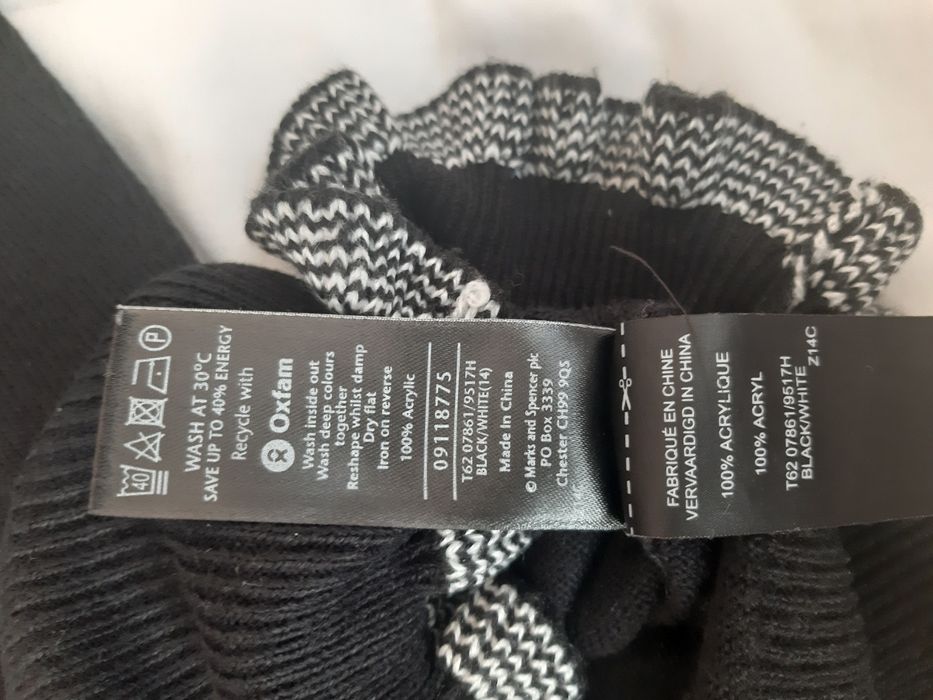 40 P
WASH AT 30°C
SAVE UP TO 40% ENERGY
Recycle with
Oxfam
Wash inside out
Wash deep colours
together
Reshape whilst damp
Dry flat
Iron on reverse
100% Acrylic
09118775
T62 07861/9517H
BLACK/WHITE(14)
Made In China
© Marks and Spencer plc
PO Box 3339
Chester CH99 9QS
FABRIQUÉ EN CHINE
VERVAARDIGD IN CHINA
100% ACRYLIQUE
100% ACRYL
T62 07861/9517H
BLACK/WHITE
Z14C